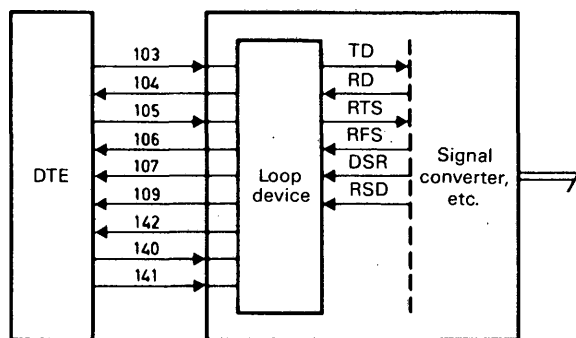 103
104
105
106
107
109
142
140
141
DTE
Loop
device
TD
RD
RTS
RFS
DSR
RSD
Signal
converter,
etc.